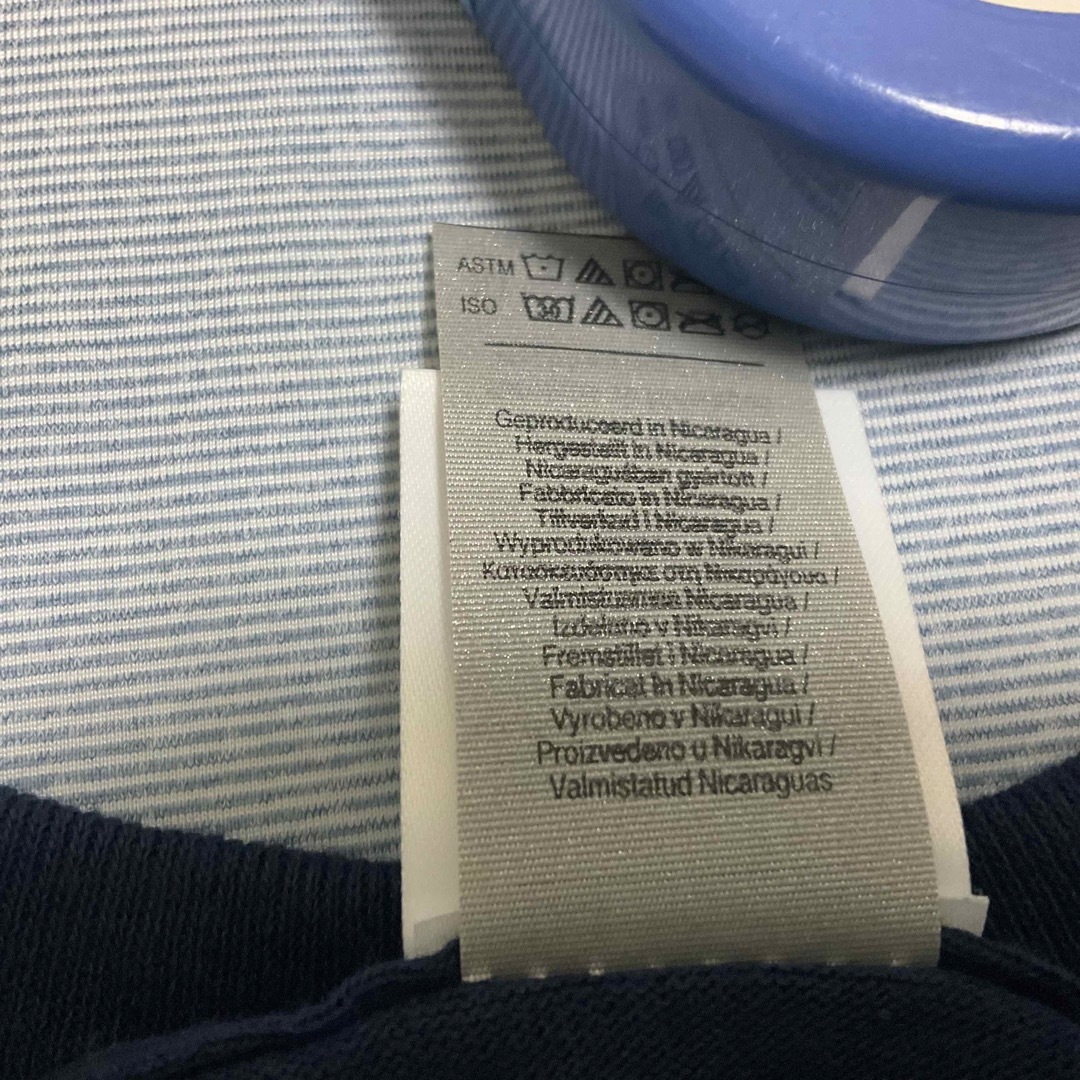 ASTM
ISO 30
Geproduceerd in Nicaragua /
Hergestellt in Nicaragua /
Nicaraguában gyártott /
Fabbricato in Nicaragua /
Tillverkad i Nicaragua /
Wyprodukowano w Nikaragui /
Κατασκευάστηκε στη Νικαράγουα /
Valmistusmaa Nicaragua /
Izdelano v Nikaragvi /
Fremstillet i Nicaragua /
Fabricat în Nicaragua /
Vyrobeno v Nikaragui /
Proizvedeno u Nikaragvi /
Valmistatud Nicaraguas